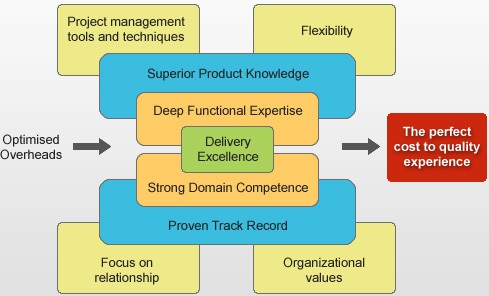 Project management
tools and techniques
Flexibility
Superior Product Knowledge
Deep Functional Expertise
Optimised
Overheads
Delivery
Excellence
The perfect
cost to quality
experience
Strong Domain Competence
Proven Track Record
Focus on
relationship
Organizational
values